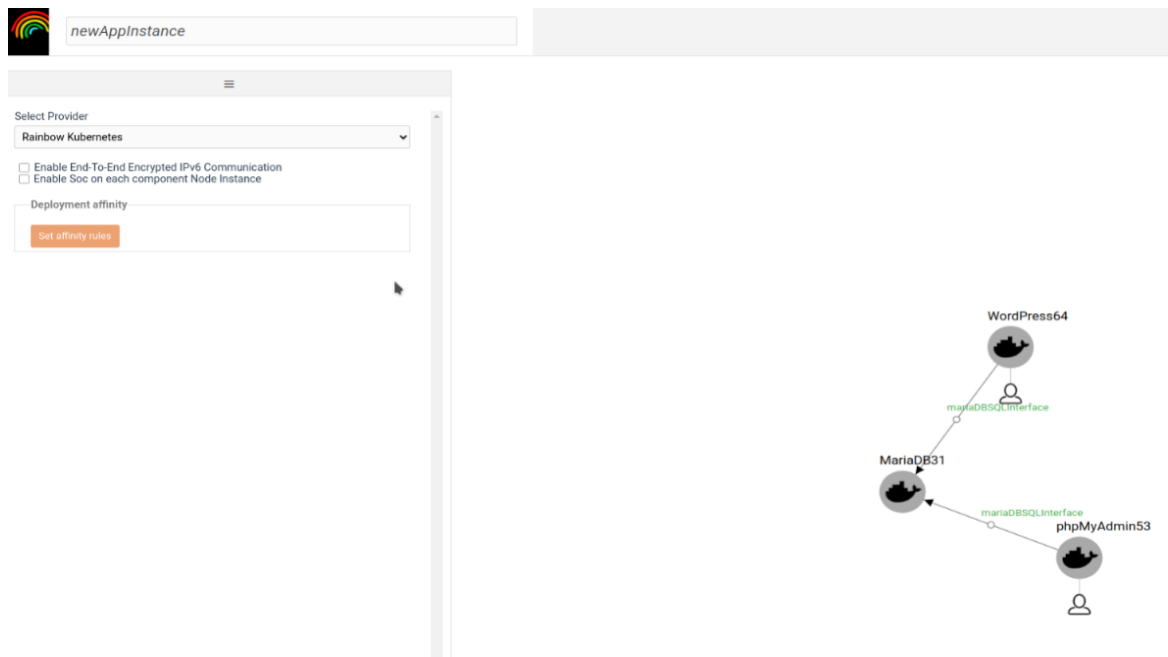 newAppInstance
Select Provider
Rainbow Kubernetes
Enable End-To-End Encrypted IPv6 Communication
Enable Soc on each component Node Instance
Deployment affinity
Set affinity rules
WordPress64
mariaDBSQLInterface
MariaDB31
mariaDBSQLInterface
phpMyAdmin53